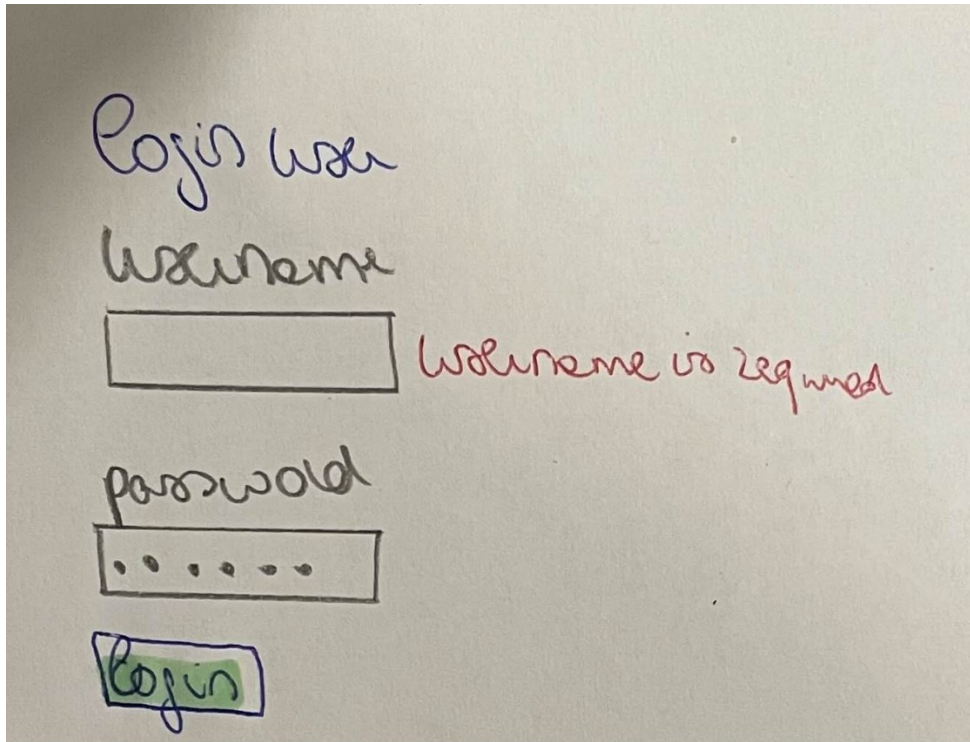 Login user
Username
Username is required
password
Login